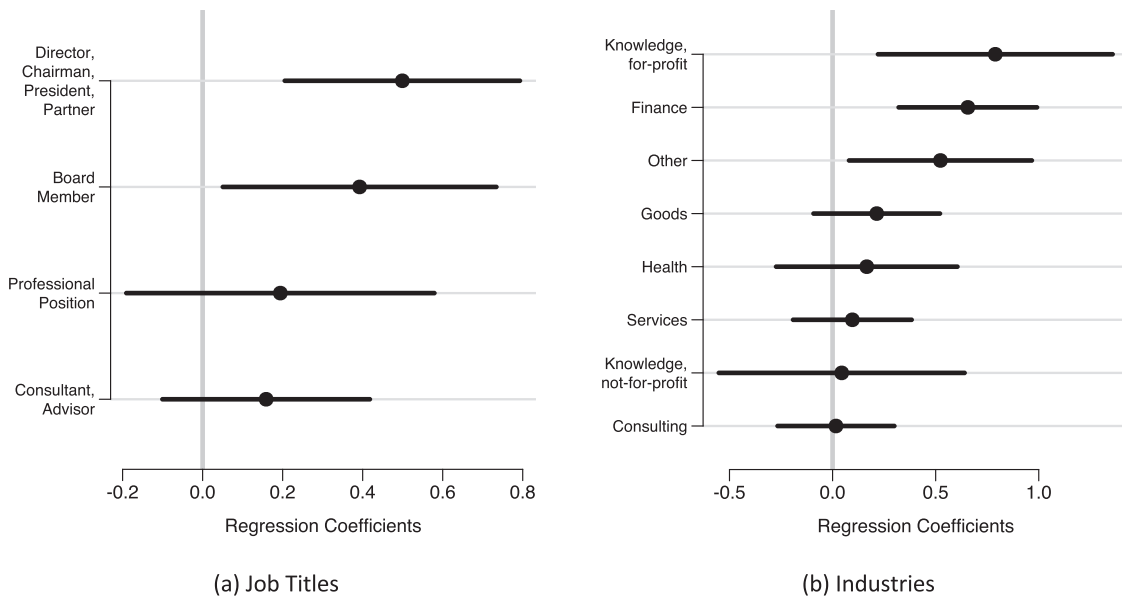 Director,
Chairman,
President,
Partner
Board
Member
Professional
Position
Consultant,
Advisor
-0.2 0.0 0.2 0.4 0.6 0.8
Regression Coefficients
(a) Job Titles
Knowledge,
for-profit
Finance
Other
Goods
Health
Services
Knowledge,
not-for-profit
Consulting
-0.5 0.0 0.5 1.0
Regression Coefficients
(b) Industries